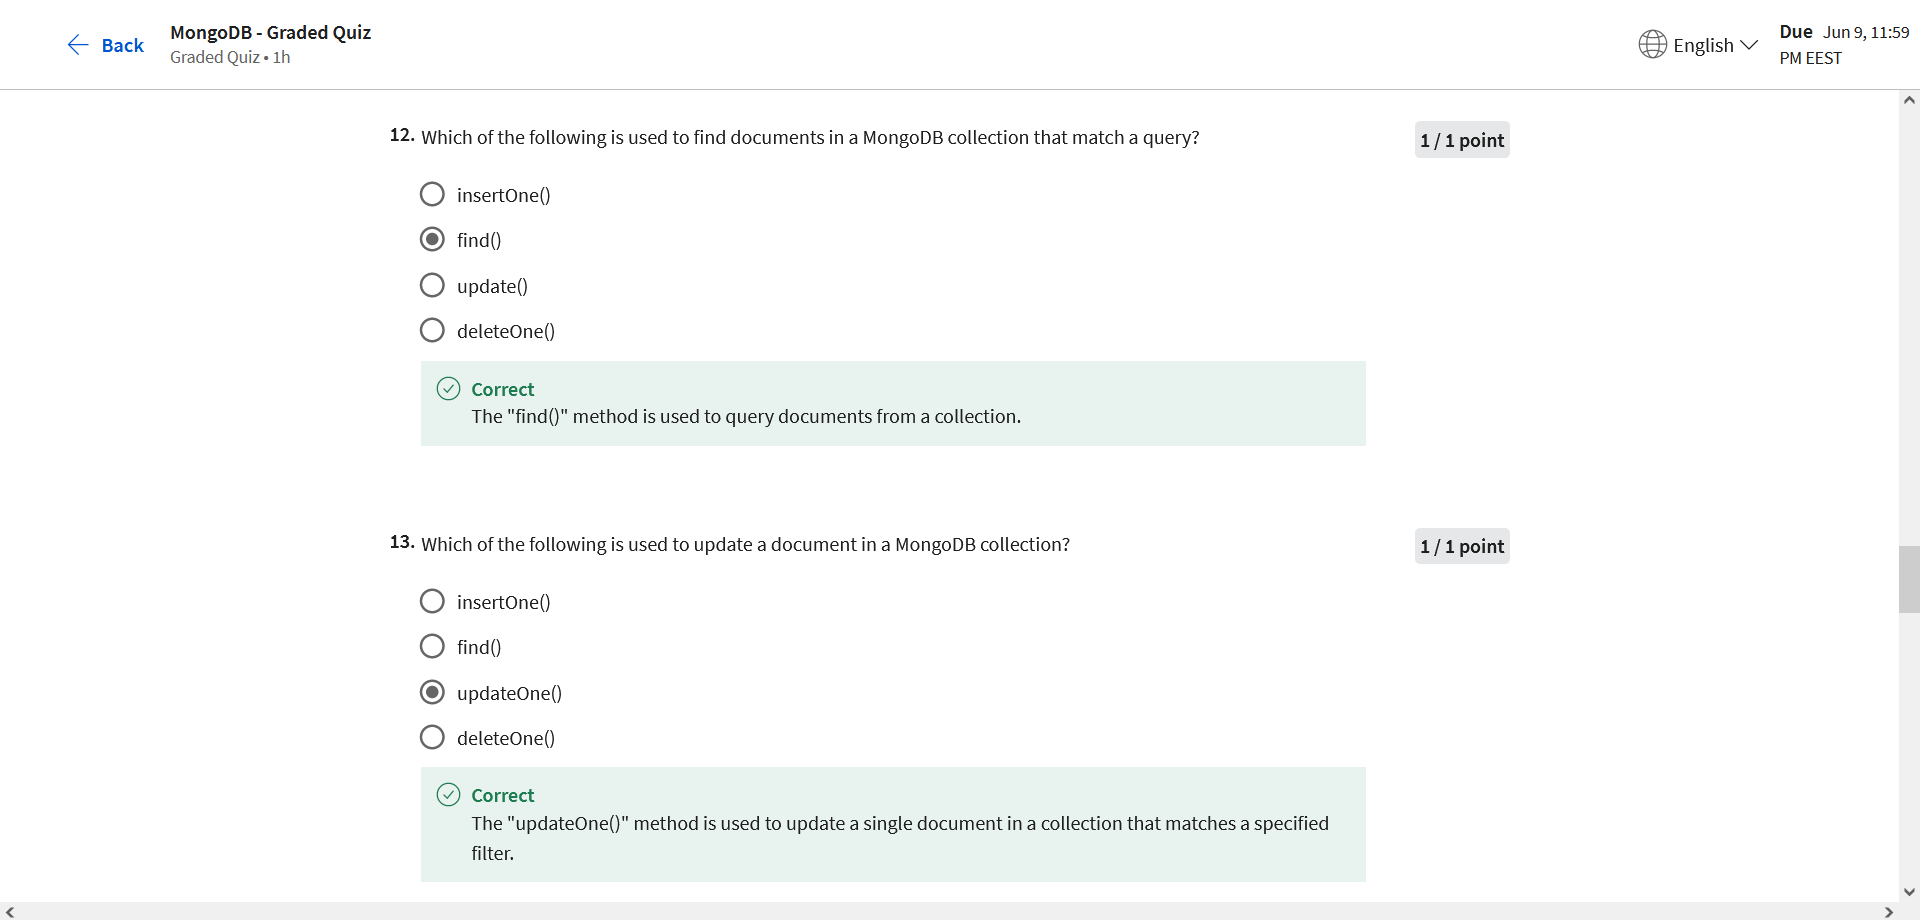 Back
MongoDB - Graded Quiz
Graded Quiz • 1h
English
Due Jun 9, 11:59
PM EEST
12. Which of the following is used to find documents in a MongoDB collection that match a query?
1 / 1 point
insertOne()
find()
update()
deleteOne()
Correct
The "find()" method is used to query documents from a collection.
13. Which of the following is used to update a document in a MongoDB collection?
1 / 1 point
insertOne()
find()
updateOne()
deleteOne()
Correct
The "updateOne()" method is used to update a single document in a collection that matches a specified
filter.